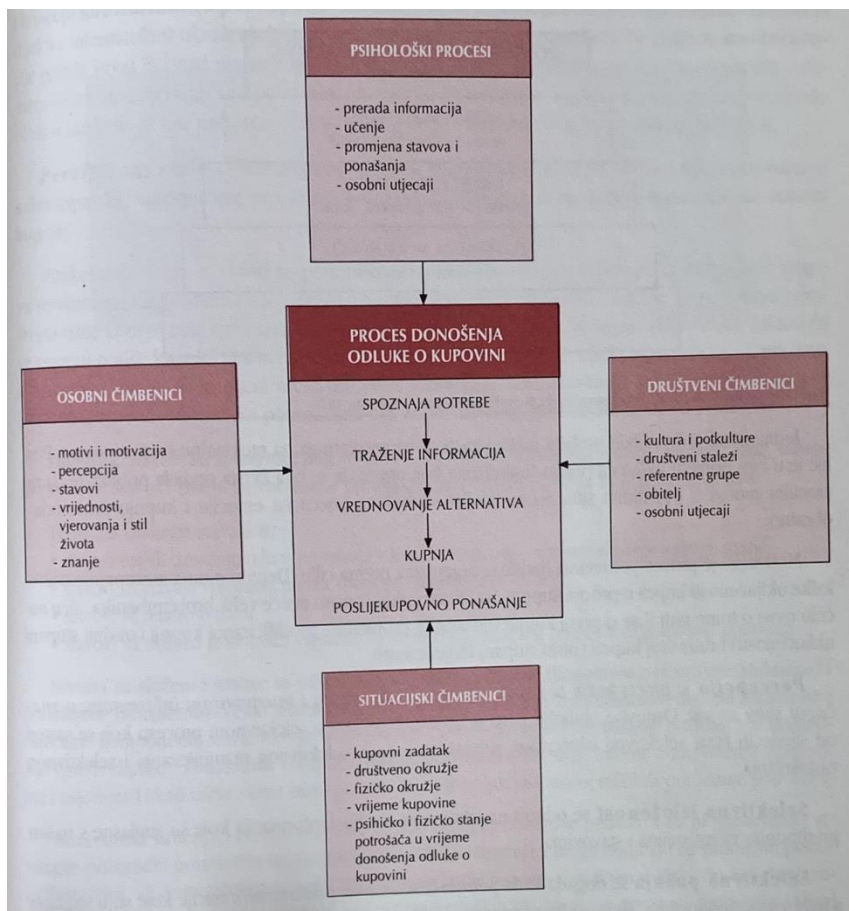 PSIHOLOŠKI PROCESI
- prerada informacija
- učenje
- promjena stavova i
ponašanja
- osobni utjecaji
PROCES DONOŠENJA
ODLUKE O KUPOVINI
SPOZNAJA POTREBE
TRAŽENJE INFORMACIJA
VREDNOVANJE ALTERNATIVA
KUPNJA
POSLIJEKUPOVNO PONAŠANJE
OSOBNI ČIMBENICI
- motivi i motivacija
- percepcija
- stavovi
- vrijednosti,
vjerovanja i stil
života
- znanje
DRUŠTVENI ČIMBENICI
- kultura i potkulture
- društveni staleži
- referentne grupe
- obitelj
- osobni utjecaji
SITUACIJSKI ČIMBENICI
- kupovni zadatak
- društveno okružje
- fizičko okružje
- vrijeme kupovine
- psihičko i fizičko stanje
potrošača u vrijeme
donošenja odluke o
kupovini